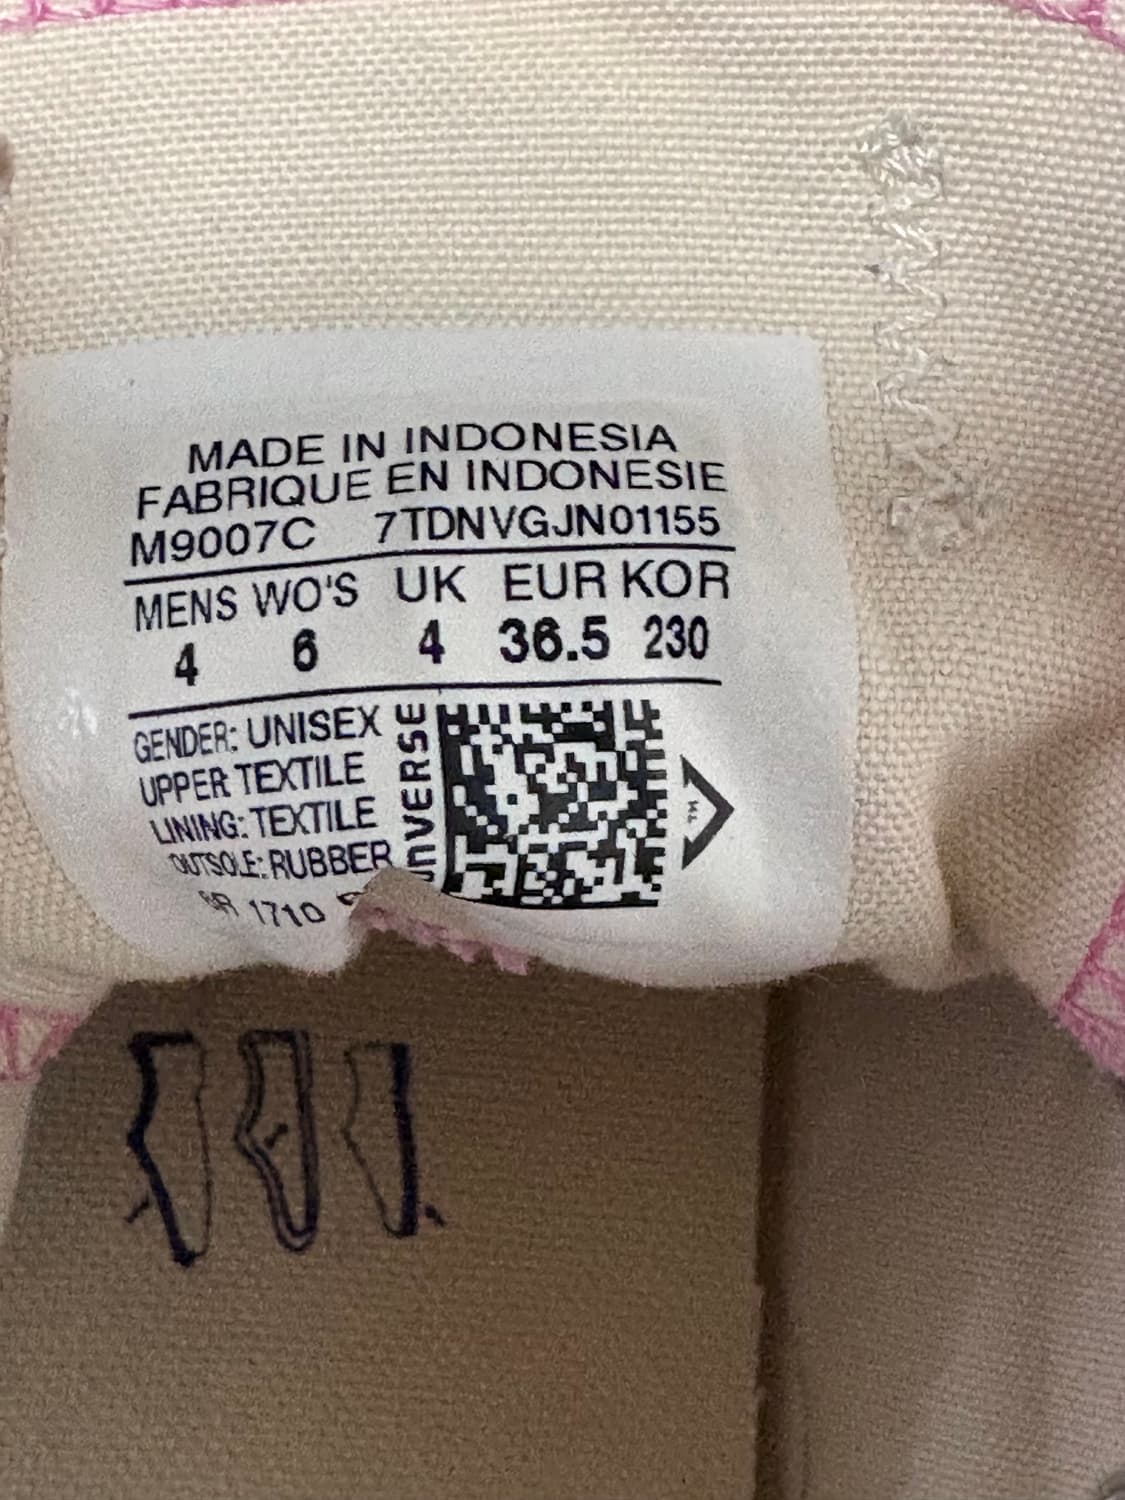 MADE IN INDONESIA
FABRIQUE EN INDONESIE
M9007C 7TDNVGJN01155
MENS WO'S UK EUR KOR
4 6 4 36.5 230
GENDER: UNISEX
UPPER TEXTILE
LINING: TEXTILE
OUTSOLE: RUBBER
1710
NVERSE